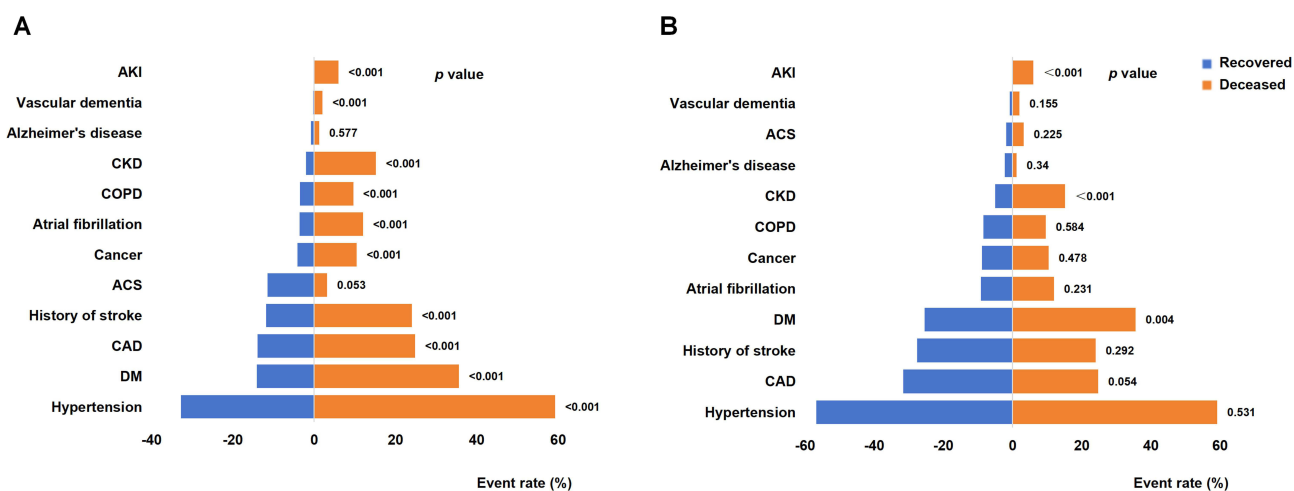 A
AKI <0.001 p value
Vascular dementia <0.001
Alzheimer's disease 0.577
CKD <0.001
COPD <0.001
Atrial fibrillation <0.001
Cancer <0.001
ACS 0.053
History of stroke <0.001
CAD <0.001
DM <0.001
Hypertension <0.001
-40 -20 0 20 40 60
Event rate (%)
B
Recovered
Deceased
AKI <0.001 p value
Vascular dementia 0.155
ACS 0.225
Alzheimer's disease 0.34
CKD <0.001
COPD 0.584
Cancer 0.478
Atrial fibrillation 0.231
DM 0.004
History of stroke 0.292
CAD 0.054
Hypertension 0.531
-60 -40 -20 0 20 40 60
Event rate (%)